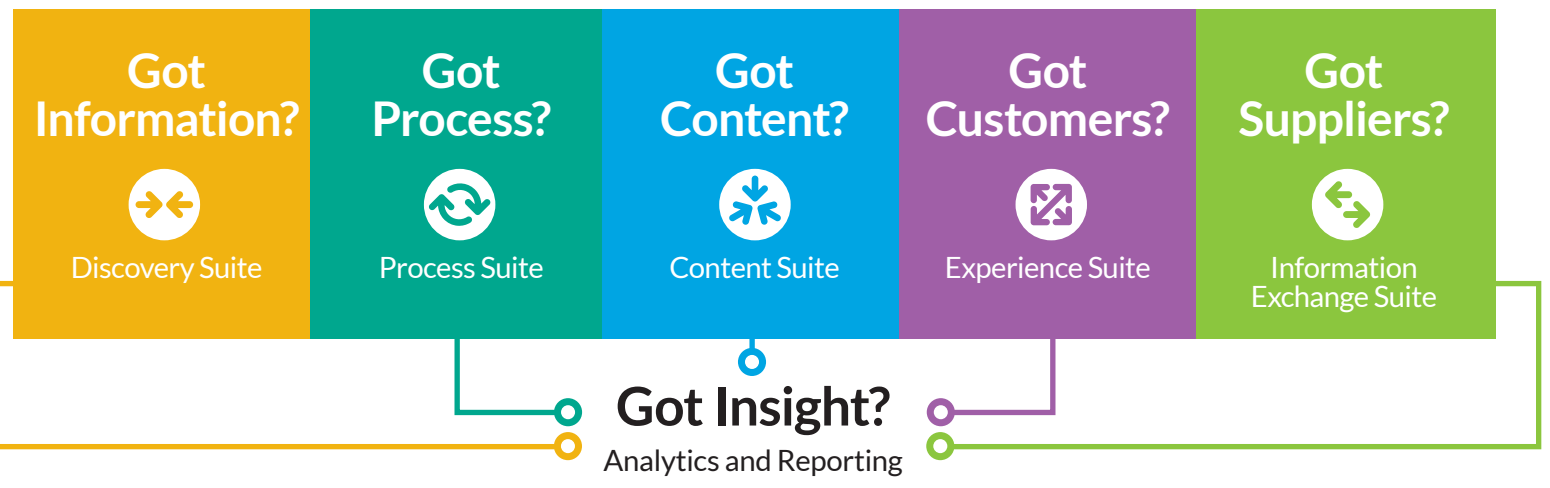 Got
Information?
Discovery Suite
Got
Process?
Process Suite
Got
Content?
Content Suite
Got
Customers?
Experience Suite
Got
Suppliers?
Information
Exchange Suite
Got Insight?
Analytics and Reporting